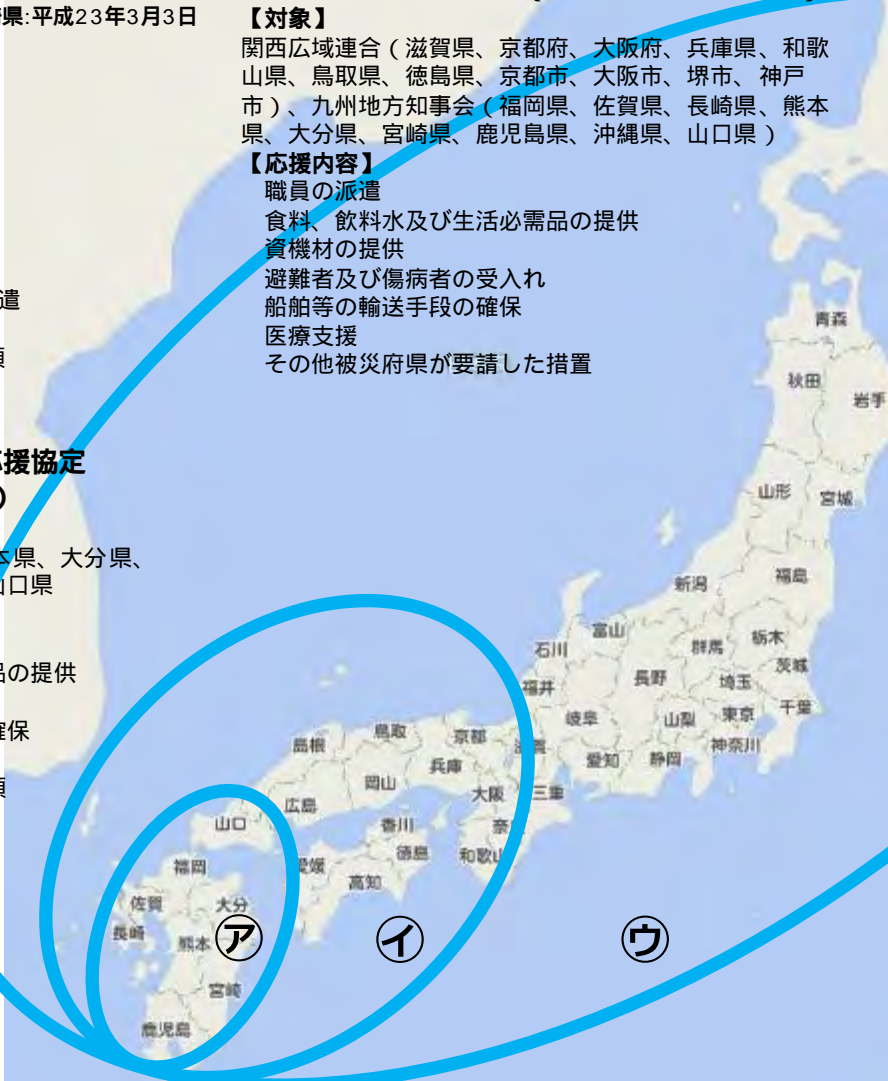 県:平成23年3月3日
【対象】
関西広域連合(滋賀県、京都府、大阪府、兵庫県、和歌
山県、鳥取県、徳島県、京都市、大阪市、堺市、神戸
市)、九州地方知事会(福岡県、佐賀県、長崎県、熊本
県、大分県、宮崎県、鹿児島県、沖縄県、山口県)
【応援内容】
職員の派遣
食料、飲料水及び生活必需品の提供
資機材の提供
避難者及び傷病者の受入れ
船舶等の輸送手段の確保
医療支援
その他被災府県が要請した措置
遣
援協定
)
本県、大分県、
山口県
品の提供
確保
青森
秋田
岩手
山形
宮城
新潟
福島
富山
石川
群馬
栃木
福井
長野
埼玉
茨城
岐阜
山梨
東京
千葉
愛知
静岡
神奈川
島根
鳥取
京都
滋賀
兵庫
岡山
広島
大阪
三重
山口
香川
奈良
徳島
和歌山
愛媛
高知
福岡
佐賀
大分
長崎
熊本
宮崎
鹿児島
㋐
㋑
㋒